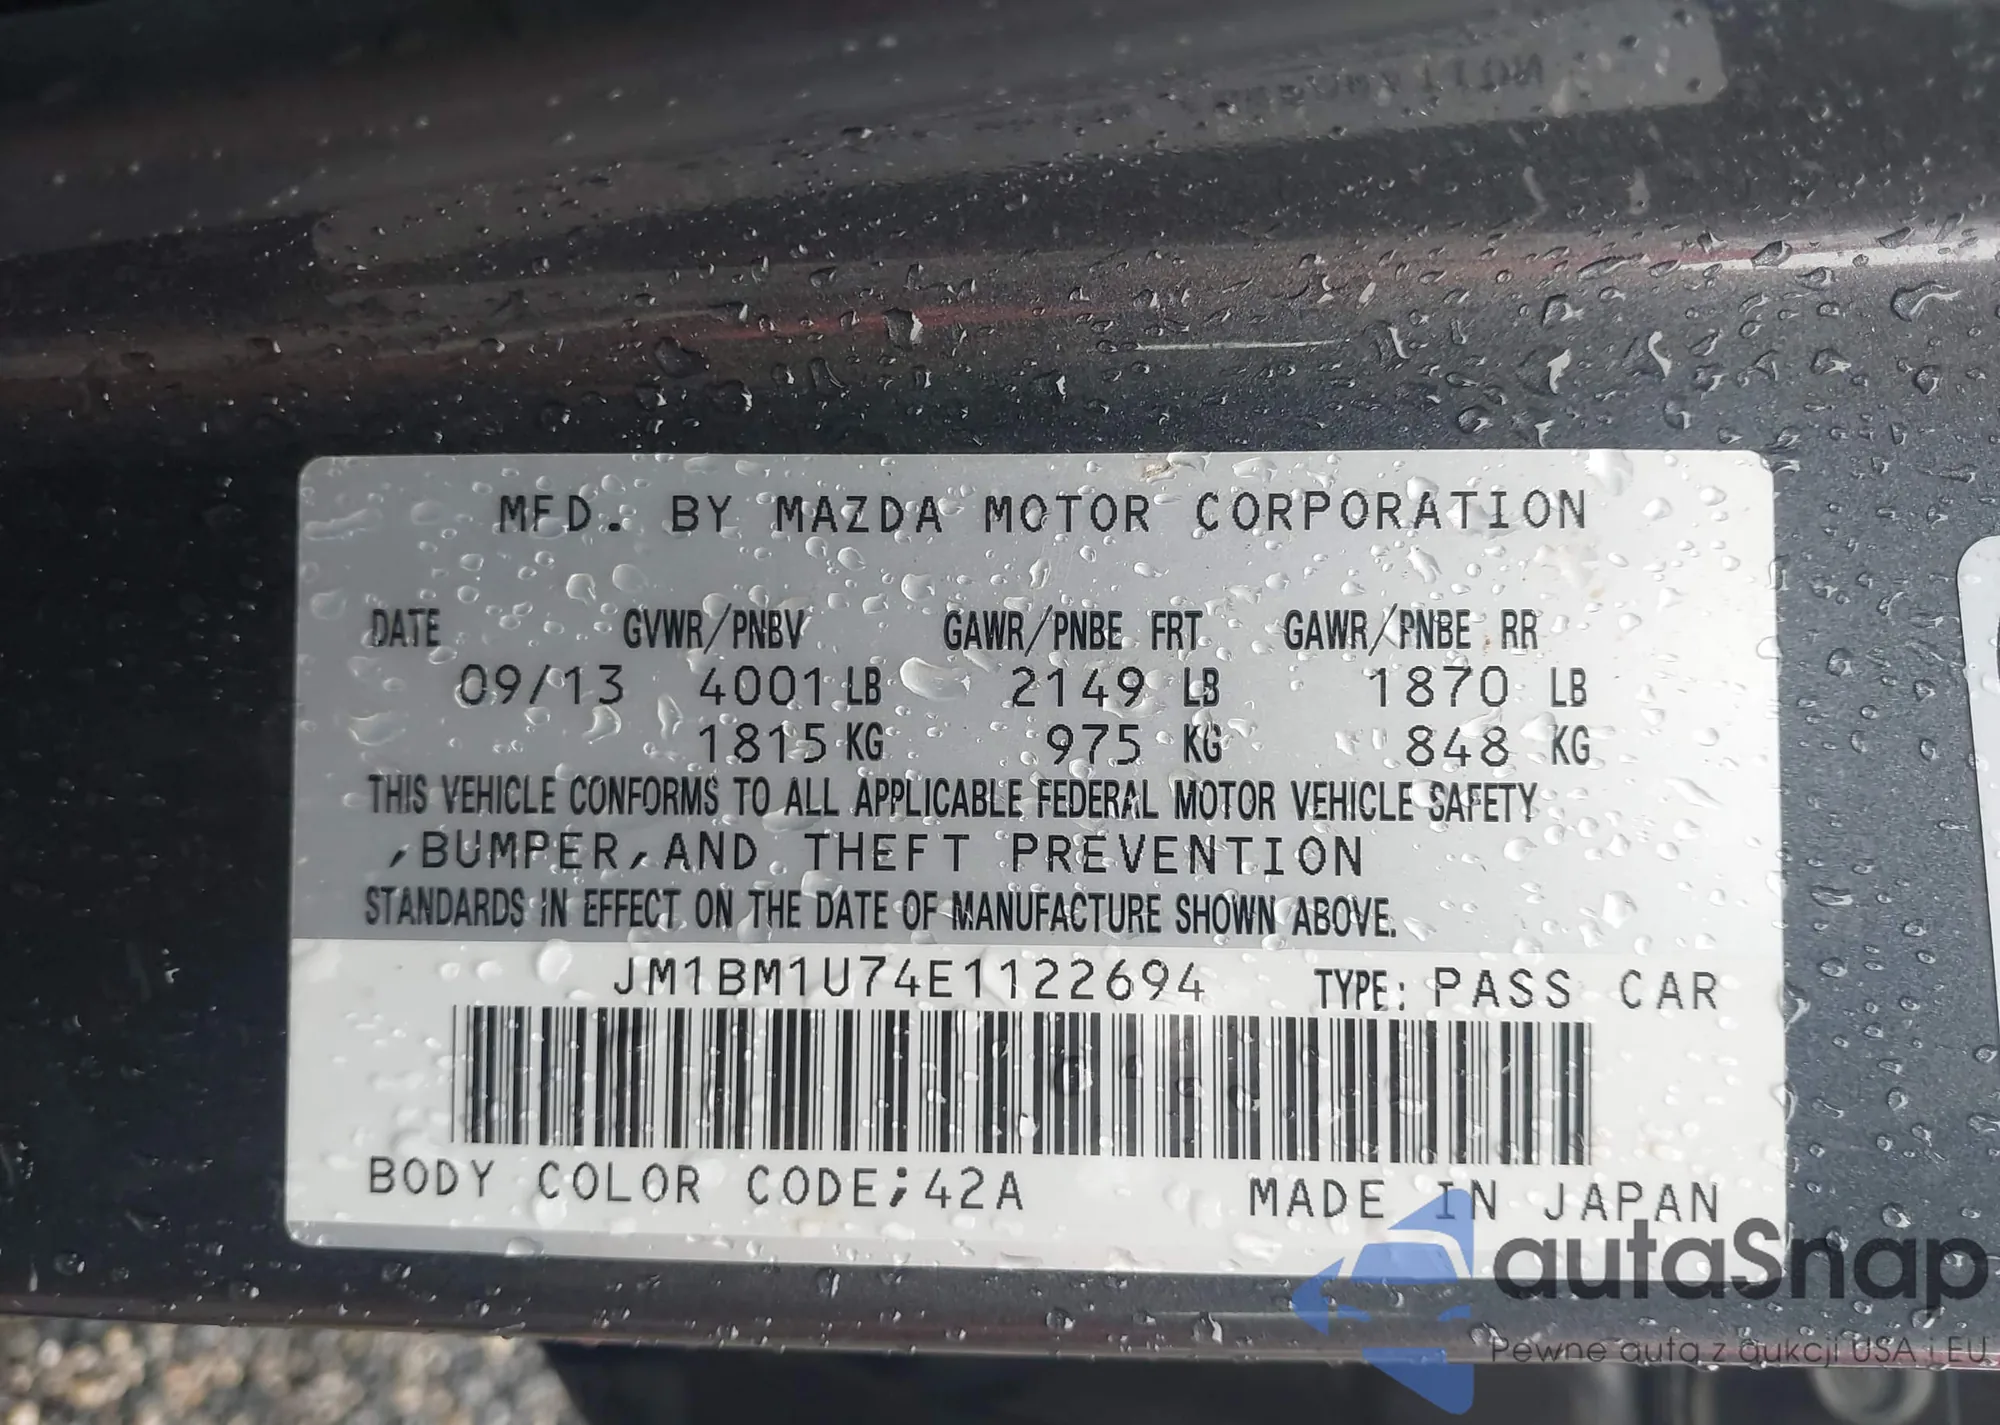 MFD. BY MAZDA MOTOR CORPORATION
DATE GVWR/PNBV GAWR/PNBE FRT GAWR/PNBE RR
09/13 4001 LB 2149 LB 1870 LB
1815 KG 975 KG 848 KG
THIS VEHICLE CONFORMS TO ALL APPLICABLE FEDERAL MOTOR VEHICLE SAFETY
,BUMPER,AND THEFT PREVENTION
STANDARDS IN EFFECT ON THE DATE OF MANUFACTURE SHOWN ABOVE.
JM1BM1U74E1122694 TYPE: PASS CAR
BODY COLOR CODE;42A MADE IN JAPAN
autaSnap
Pewne auta z aukcji USA i EU